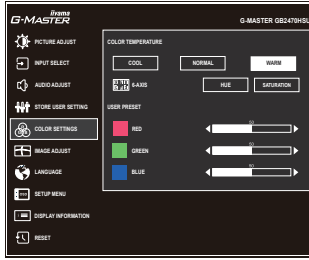 iiyama
G-MASTER
G-MASTER GB2470HSU
PICTURE ADJUST
INPUT SELECT
AUDIO ADJUST
STORE USER SETTING
COLOR SETTINGS
IMAGE ADJUST
LANGUAGE
SETUP MENU
DISPLAY INFORMATION
RESET
COLOR TEMPERATURE
COOL NORMAL WARM
6-AXIS HUE SATURATION
USER PRESET
RED 50
GREEN 50
BLUE 50